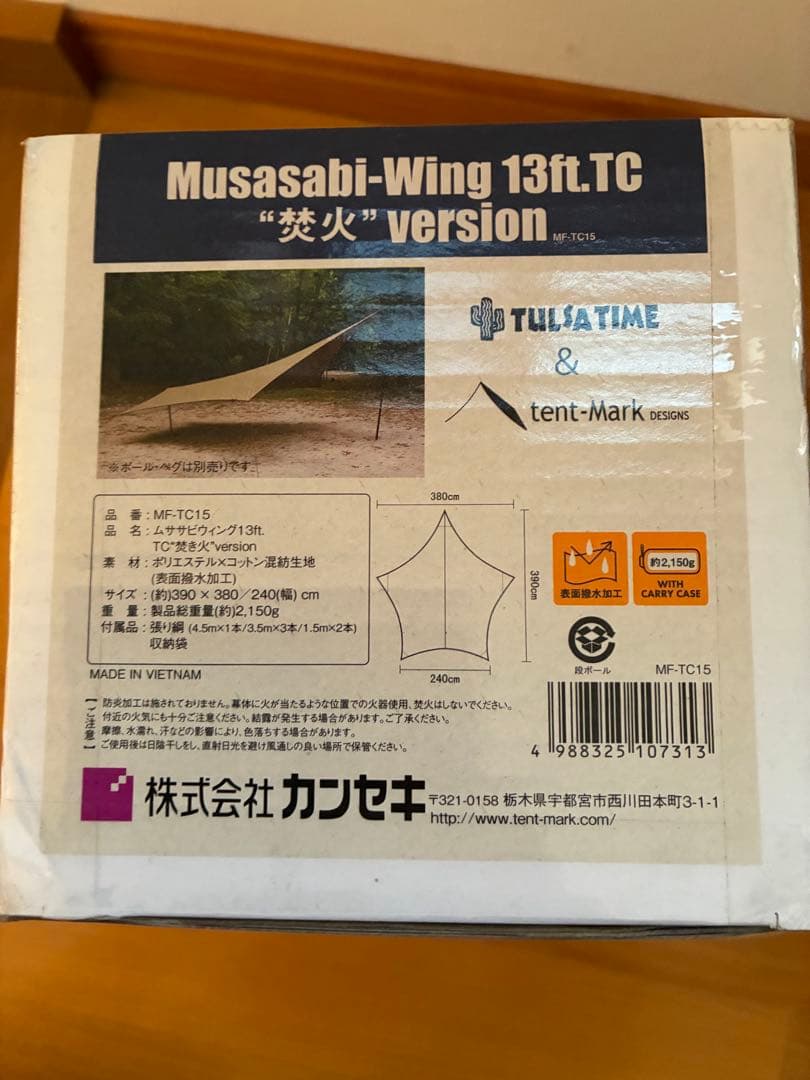 Musasabi-Wing 13ft.TC
“焚火” version MF-TC15
※ポール・ペグは別売りです。
TULSA TIME
&
tent-Mark DESIGNS
品 番:MF-TC15
品 名:ムササビウィング13ft.
TC“焚き火”version
素 材:ポリエステル×コットン混紡生地
(表面撥水加工)
サイズ:(約)390 × 380/240(幅) cm
重 量:製品総重量(約)2,150g
付属品:張り綱 (4.5m×1本/3.5m×3本/1.5m×2本)
収納袋
MADE IN VIETNAM
380cm
390cm
240cm
表面撥水加工
約2,150g
WITH
CARRY CASE
段ボール
MF-TC15
4 988325 107313
【ご注意】
防炎加工は施されておりません。幕体に火が当たるような位置での火器使用、焚火はしないでください。
付近の火気にも十分ご注意ください。結露が発生する場合があります。ご了承ください。
摩擦、水濡れ、汗などの影響により、色落ちする場合があります。
ご使用後は日陰干しをし、直射日光を避け風通しの良い場所で保管ください。
株式会社 カンセキ
〒321-0158 栃木県宇都宮市西川田本町3-1-1
http://www.tent-mark.com/